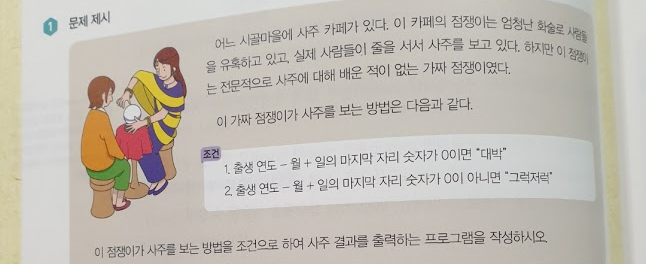 1 문제 제시
어느 시골마을에 사주 카페가 있다. 이 카페의 점쟁이는 엄청난 화술로 사람들
을 유혹하고 있고, 실제 사람들이 줄을 서서 사주를 보고 있다. 하지만 이 점쟁이
는 전문적으로 사주에 대해 배운 적이 없는 가짜 점쟁이였다.
이 가짜 점쟁이가 사주를 보는 방법은 다음과 같다.
조건
1. 출생 연도 – 월 + 일의 마지막 자리 숫자가 0이면 "대박"
2. 출생 연도 – 월 + 일의 마지막 자리 숫자가 0이 아니면 "그럭저럭"
이 점쟁이가 사주를 보는 방법을 조건으로 하여 사주 결과를 출력하는 프로그램을 작성하시오.